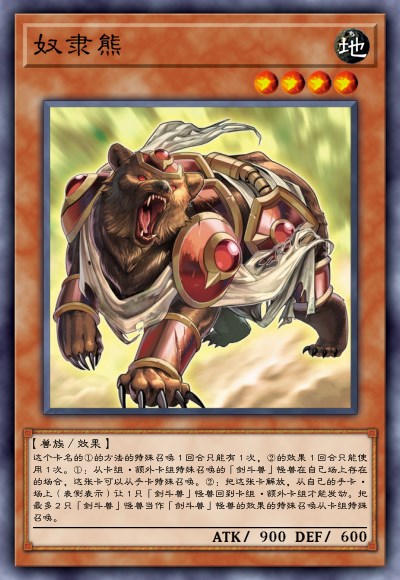 奴隶熊
地
【兽族／效果】
这个卡名的①的方法的特殊召唤1回合只能有1次，②的效果1回合只能使
用1次。①：从卡组·额外卡组特殊召唤的「剑斗兽」怪兽在自己场上存在
的场合，这张卡可以从手卡特殊召唤。②：把这张卡解放，从自己的手卡·
场上（表侧表示）让1只「剑斗兽」怪兽回到卡组·额外卡组才能发动。把
最多2只「剑斗兽」怪兽当作「剑斗兽」怪兽的效果的特殊召唤从卡组特殊
召唤。
ATK/ 900 DEF/ 600